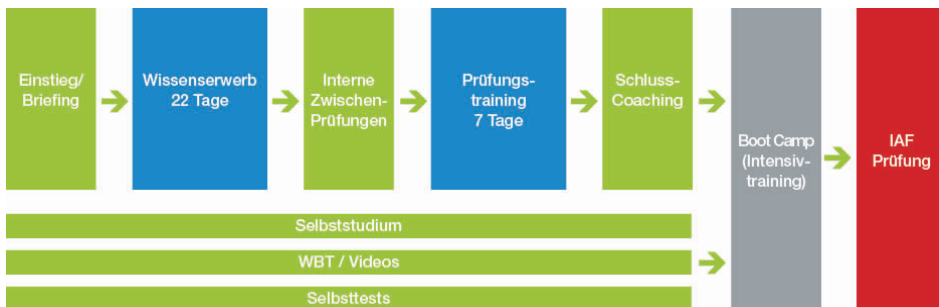 Einstieg/
Briefing
Wissenserwerb
22 Tage
Interne
Zwischen-
Prüfungen
Prüfungs-
training
7 Tage
Schluss-
Coaching
Boot Camp
(Intensiv-
training)
IAF
Prüfung
Selbststudium
WBT / Videos
Selbsttests